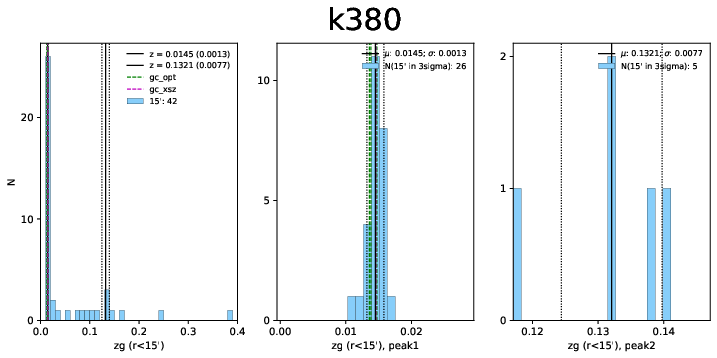 k380
z = 0.0145 (0.0013)
z = 0.1321 (0.0077)
gc_opt
gc_xsz
15': 42
N
0
10
20
0.0 0.1 0.2 0.3 0.4
zg (r<15')
μ: 0.0145; σ: 0.0013
N(15' in 3sigma): 26
0
5
10
0.00 0.01 0.02
zg (r<15'), peak1
μ: 0.1321; σ: 0.0077
N(15' in 3sigma): 5
0
1
2
0.12 0.13 0.14
zg (r<15'), peak2